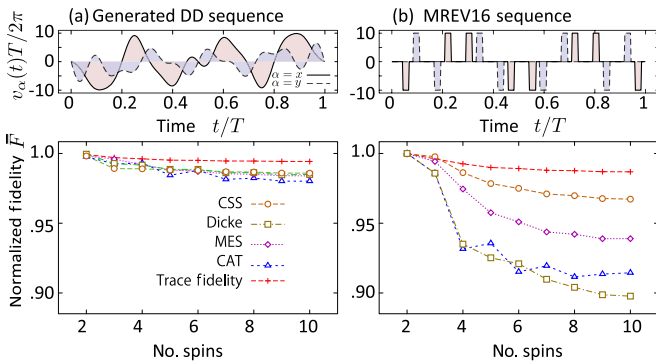 (a) Generated DD sequence
v_α(t)T/2π
10
0
-10
α = x
α = y
0 0.2 0.4 0.6 0.8 1
Time t/T
(b) MREV16 sequence
10
0
-10
0 0.2 0.4 0.6 0.8 1
Time t/T
Normalized fidelity F̄
1.0
.95
.90
CSS
Dicke
MES
CAT
Trace fidelity
2 4 6 8 10
No. spins
1.0
.95
.90
2 4 6 8 10
No. spins